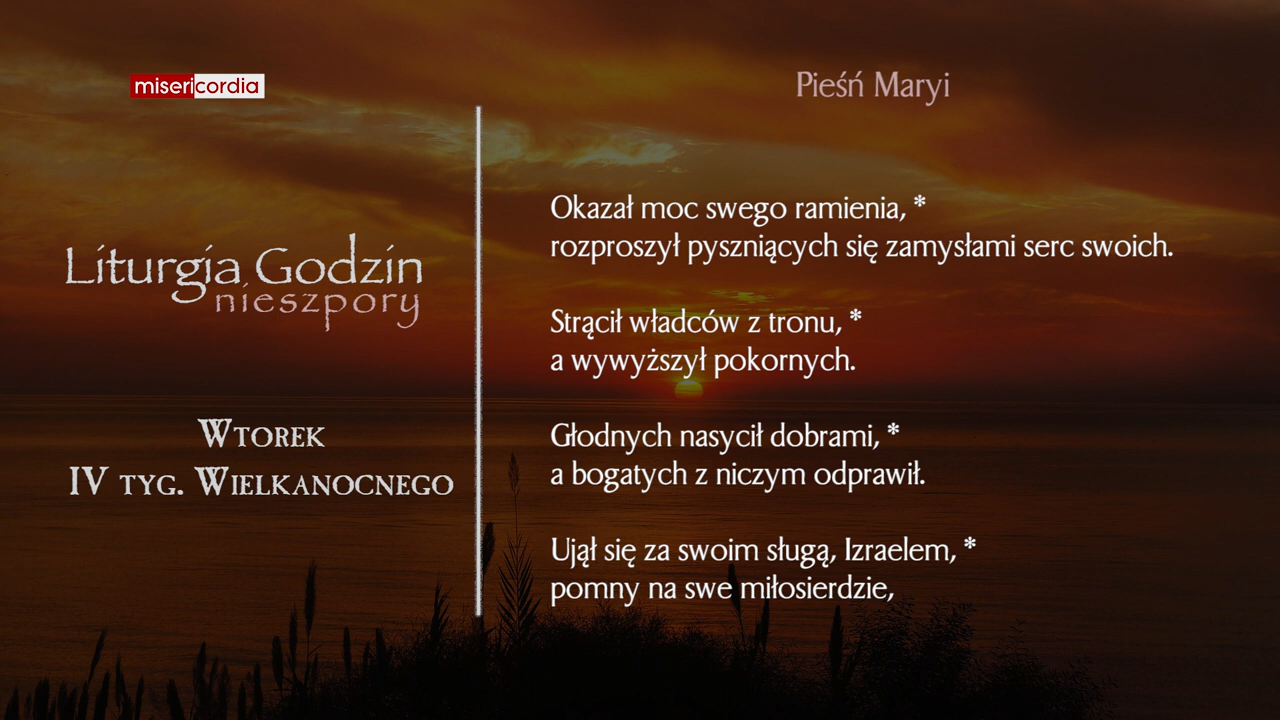 misericordia
Liturgia Godzin
nieszpory
Wtorek
IV tyg. Wielkanocnego
Pieśń Maryi
Okazał moc swego ramienia, *
rozproszył pyszniących się zamysłami serc swoich.
Strącił władców z tronu, *
a wywyższył pokornych.
Głodnych nasycił dobrami, *
a bogatych z niczym odprawił.
Ujął się za swoim sługą, Izraelem, *
pomny na swe miłosierdzie,